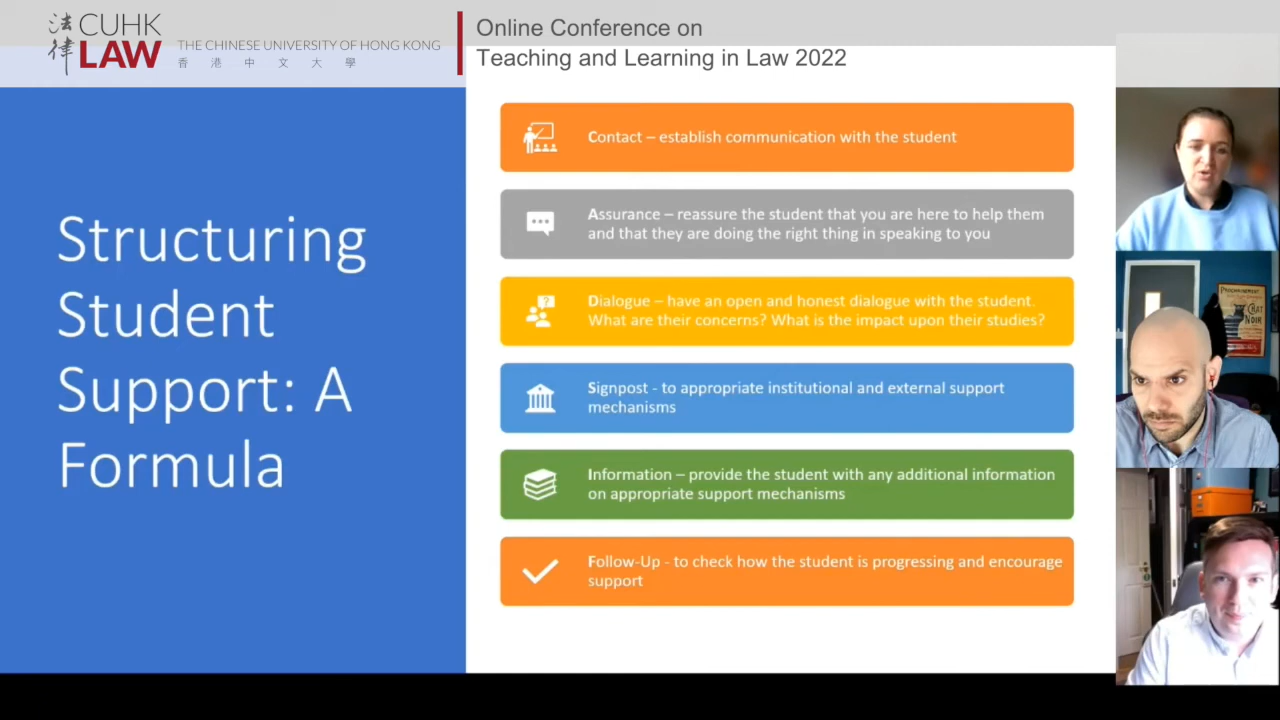 法律
CUHK
LAW
THE CHINESE UNIVERSITY OF HONG KONG
香港中文大學
Online Conference on
Teaching and Learning in Law 2022
Structuring
Student
Support: A
Formula
Contact – establish communication with the student
Assurance – reassure the student that you are here to help them
and that they are doing the right thing in speaking to you
Dialogue – have an open and honest dialogue with the student.
What are their concerns? What is the impact upon their studies?
Signpost - to appropriate institutional and external support
mechanisms
Information – provide the student with any additional information
on appropriate support mechanisms
Follow-Up - to check how the student is progressing and encourage
support
CHAT
NOIR